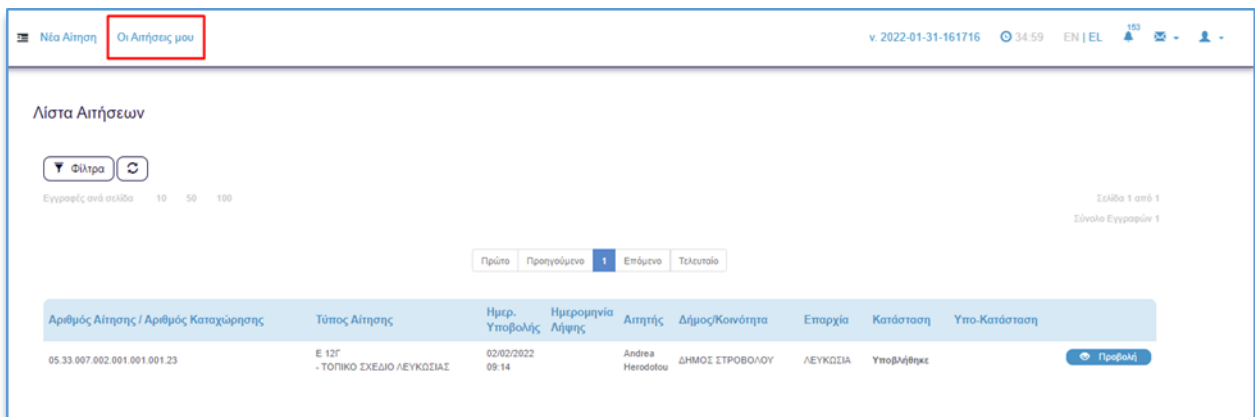 Νέα Αίτηση Οι Αιτήσεις μου v. 2022-01-31-161716 34:59 EN | EL 153
Λίστα Αιτήσεων
Φίλτρα
Εγγραφές ανά σελίδα 10 50 100 Σελίδα 1 από 1
Σύνολο Εγγραφών 1
Πρώτο Προηγούμενο 1 Επόμενο Τελευταίο
Αριθμός Αίτησης / Αριθμός Καταχώρησης Τύπος Αίτησης Ημερ. Υποβολής Ημερομηνία Λήψης Αιτητής Δήμος/Κοινότητα Επαρχία Κατάσταση Υπο-Κατάσταση
05.33.007.002.001.001.001.23 Ε 12Γ - ΤΟΠΙΚΟ ΣΧΕΔΙΟ ΛΕΥΚΩΣΙΑΣ 02/02/2022 09:14 Andrea Herodotou ΔΗΜΟΣ ΣΤΡΟΒΟΛΟΥ ΛΕΥΚΩΣΙΑ Υποβλήθηκε Προβολή